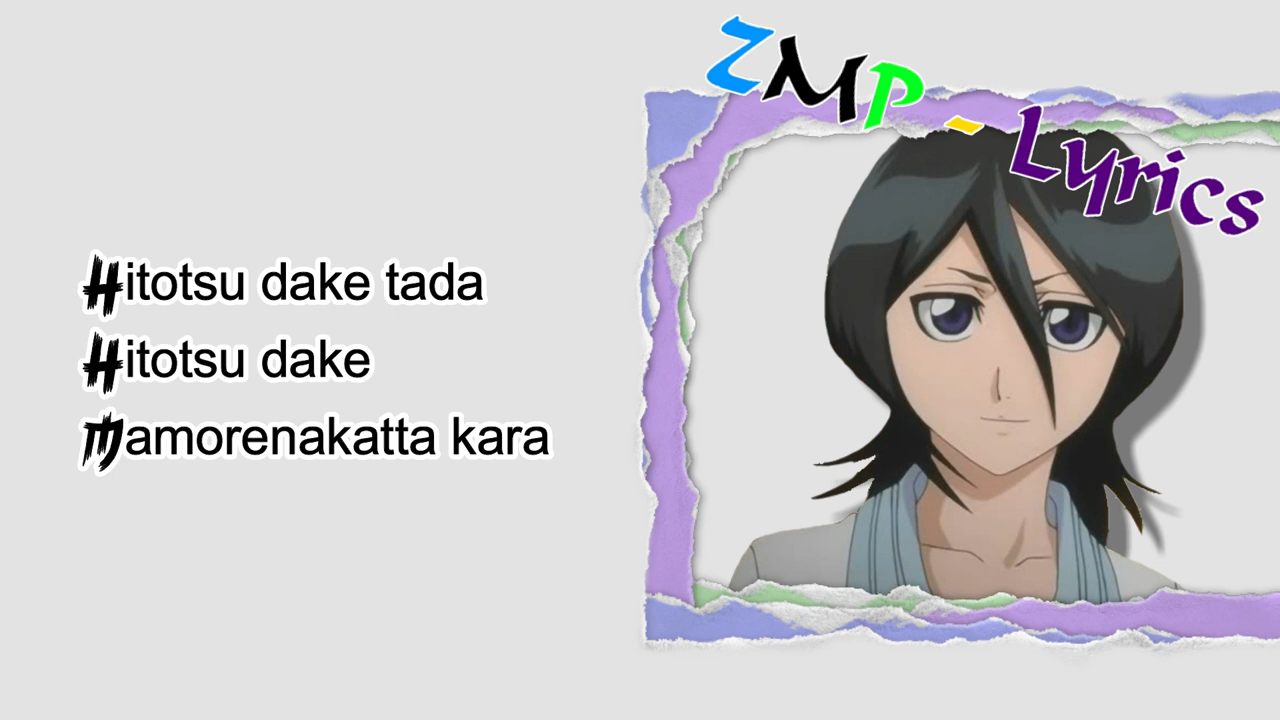 ZMP - Lyrics
Hitotsu dake tada
Hitotsu dake
Mamorenakatta kara